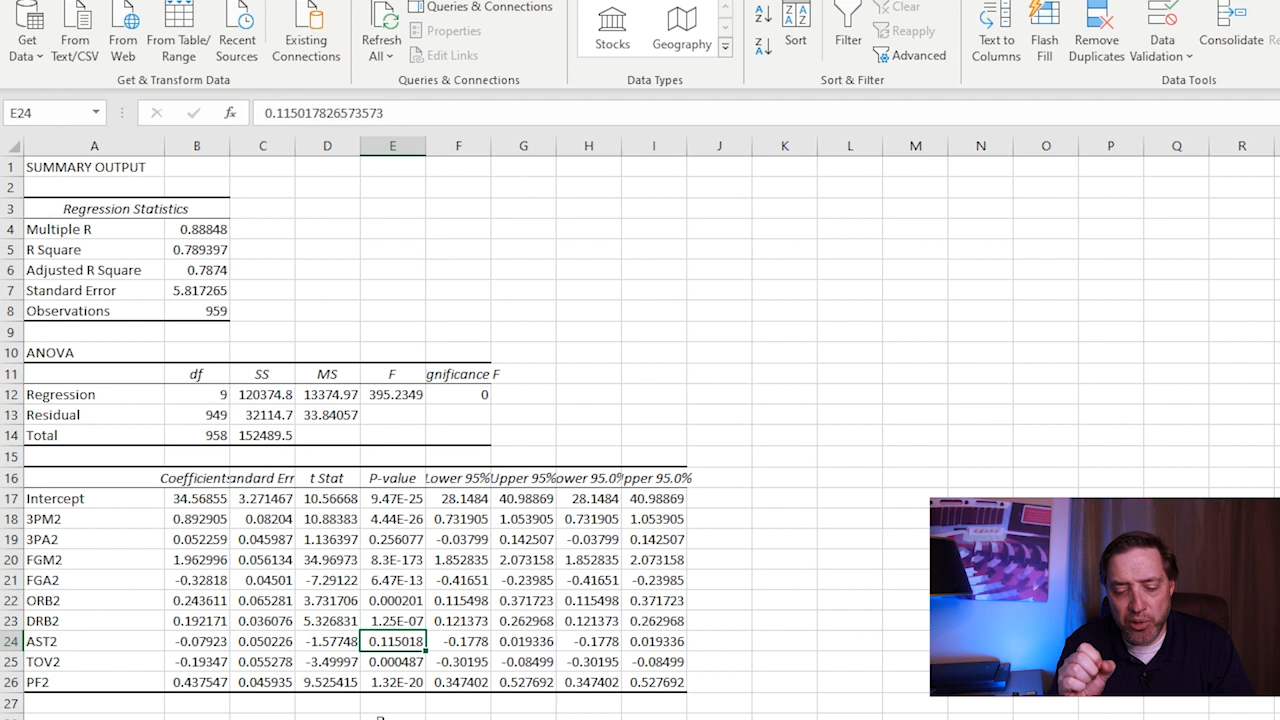 Get Data
From Text/CSV
From Web
From Table/ Range
Recent Sources
Existing Connections
Get & Transform Data
Refresh All
Queries & Connections
Properties
Edit Links
Queries & Connections
Stocks
Geography
Data Types
Sort
Filter
Clear
Reapply
Advanced
Sort & Filter
Text to Columns
Flash Fill
Remove Duplicates
Data Validation
Consolidate
Re
Data Tools
E24 fx 0.115017826573573
A B C D E F G H I J K L M N O P Q R
1 SUMMARY OUTPUT
2
3 Regression Statistics
4 Multiple R 0.88848
5 R Square 0.789397
6 Adjusted R Square 0.7874
7 Standard Error 5.817265
8 Observations 959
9
10 ANOVA
11 df SS MS F gnificance F
12 Regression 9 120374.8 13374.97 395.2349 0
13 Residual 949 32114.7 33.84057
14 Total 958 152489.5
15
16 Coefficients andard Err t Stat P-value Lower 95% Upper 95% ower 95.0% pper 95.0%
17 Intercept 34.56855 3.271467 10.56668 9.47E-25 28.1484 40.98869 28.1484 40.98869
18 3PM2 0.892905 0.08204 10.88383 4.44E-26 0.731905 1.053905 0.731905 1.053905
19 3PA2 0.052259 1.136397 0.256077 -0.03799 0.142507 -0.03799 0.142507
20 FGM2 1.962996 0.056134 34.96973 8.3E-173 1.852835 2.073158 1.852835 2.073158
21 FGA2 -0.32818 0.04501 -7.29122 6.47E-13 -0.41651 -0.23985 -0.41651 -0.23985
22 ORB2 0.243611 0.065281 3.731706 0.000201 0.115498 0.371723 0.115498 0.371723
23 DRB2 0.192171 0.036076 5.326831 1.25E-07 0.121373 0.262968 0.121373 0.262968
24 AST2 -0.07923 0.050226 -1.57748 0.115018 -0.1778 0.019336 -0.1778 0.019336
25 TOV2 -0.19347 0.055278 -3.49997 0.000487 -0.30195 -0.08499 -0.30195 -0.08499
26 PF2 0.437547 0.045935 9.525415 1.32E-20 0.347402 0.527692 0.347402 0.527692
27